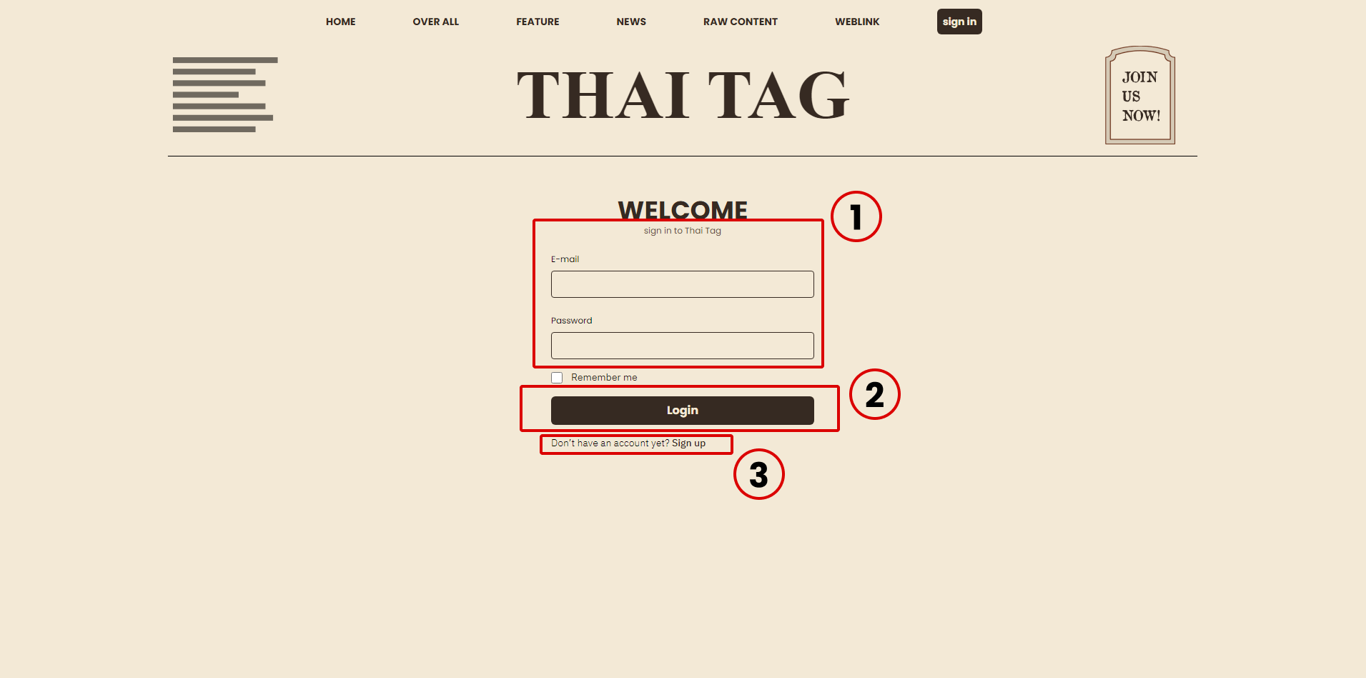 HOME OVER ALL FEATURE NEWS RAW CONTENT WEBLINK sign in
THAI TAG
JOIN
US
NOW!
WELCOME
1
sign in to Thai Tag
E-mail
Password
Remember me
2
Login
Don't have an account yet? Sign up
3